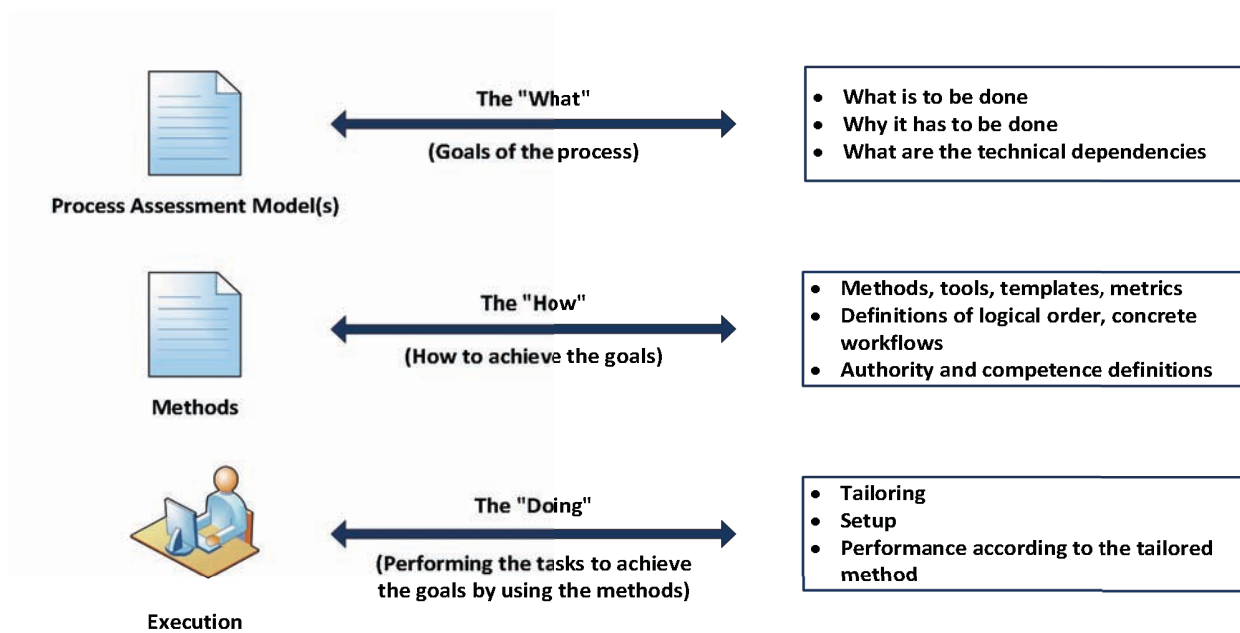 The "What"
(Goals of the process)
Process Assessment Model(s)
• What is to be done
• Why it has to be done
• What are the technical dependencies
The "How"
(How to achieve the goals)
Methods
• Methods, tools, templates, metrics
• Definitions of logical order, concrete
workflows
• Authority and competence definitions
The "Doing"
(Performing the tasks to achieve
the goals by using the methods)
Execution
• Tailoring
• Setup
• Performance according to the tailored
method